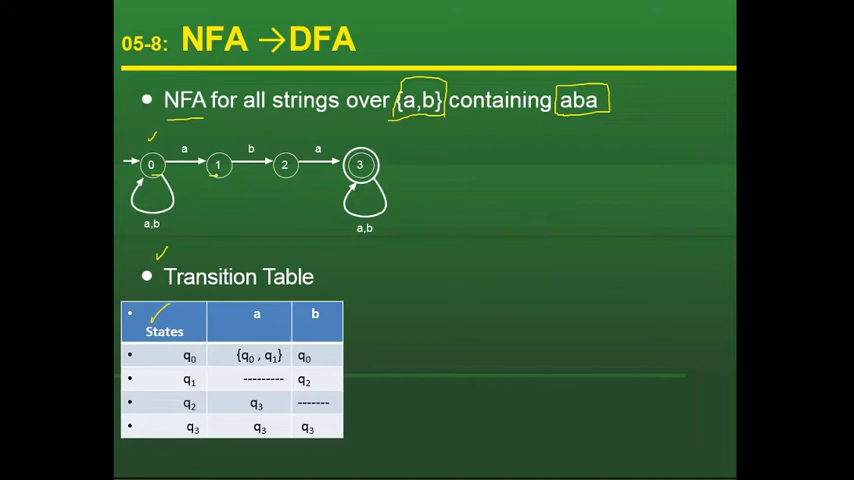 05-8: NFA →DFA
• NFA for all strings over {a,b} containing aba
a b a
0 1 2 3
a,b a,b
• Transition Table
• States a b
• q₀ {q₀ , q₁} q₀
• q₁ --------- q₂
• q₂ q₃ -------
• q₃ q₃ q₃